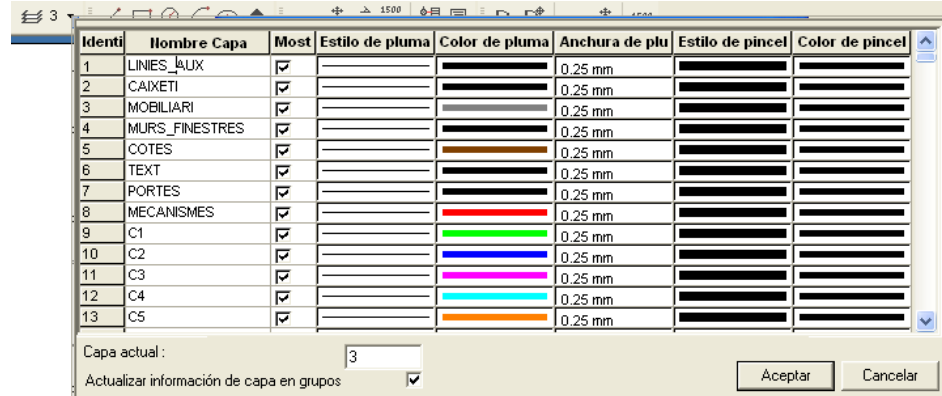 3 1500
Identi Nombre Capa Most Estilo de pluma Color de pluma Anchura de plu Estilo de pincel Color de pincel
1 LINIES_AUX 0.25 mm
2 CAIXETI 0.25 mm
3 MOBILIARI 0.25 mm
4 MURS_FINESTRES 0.25 mm
5 COTES 0.25 mm
6 TEXT 0.25 mm
7 PORTES 0.25 mm
8 MECANISMES 0.25 mm
9 C1 0.25 mm
10 C2 0.25 mm
11 C3 0.25 mm
12 C4 0.25 mm
13 C5 0.25 mm
Capa actual : 3
Actualizar información de capa en grupos
Aceptar Cancelar